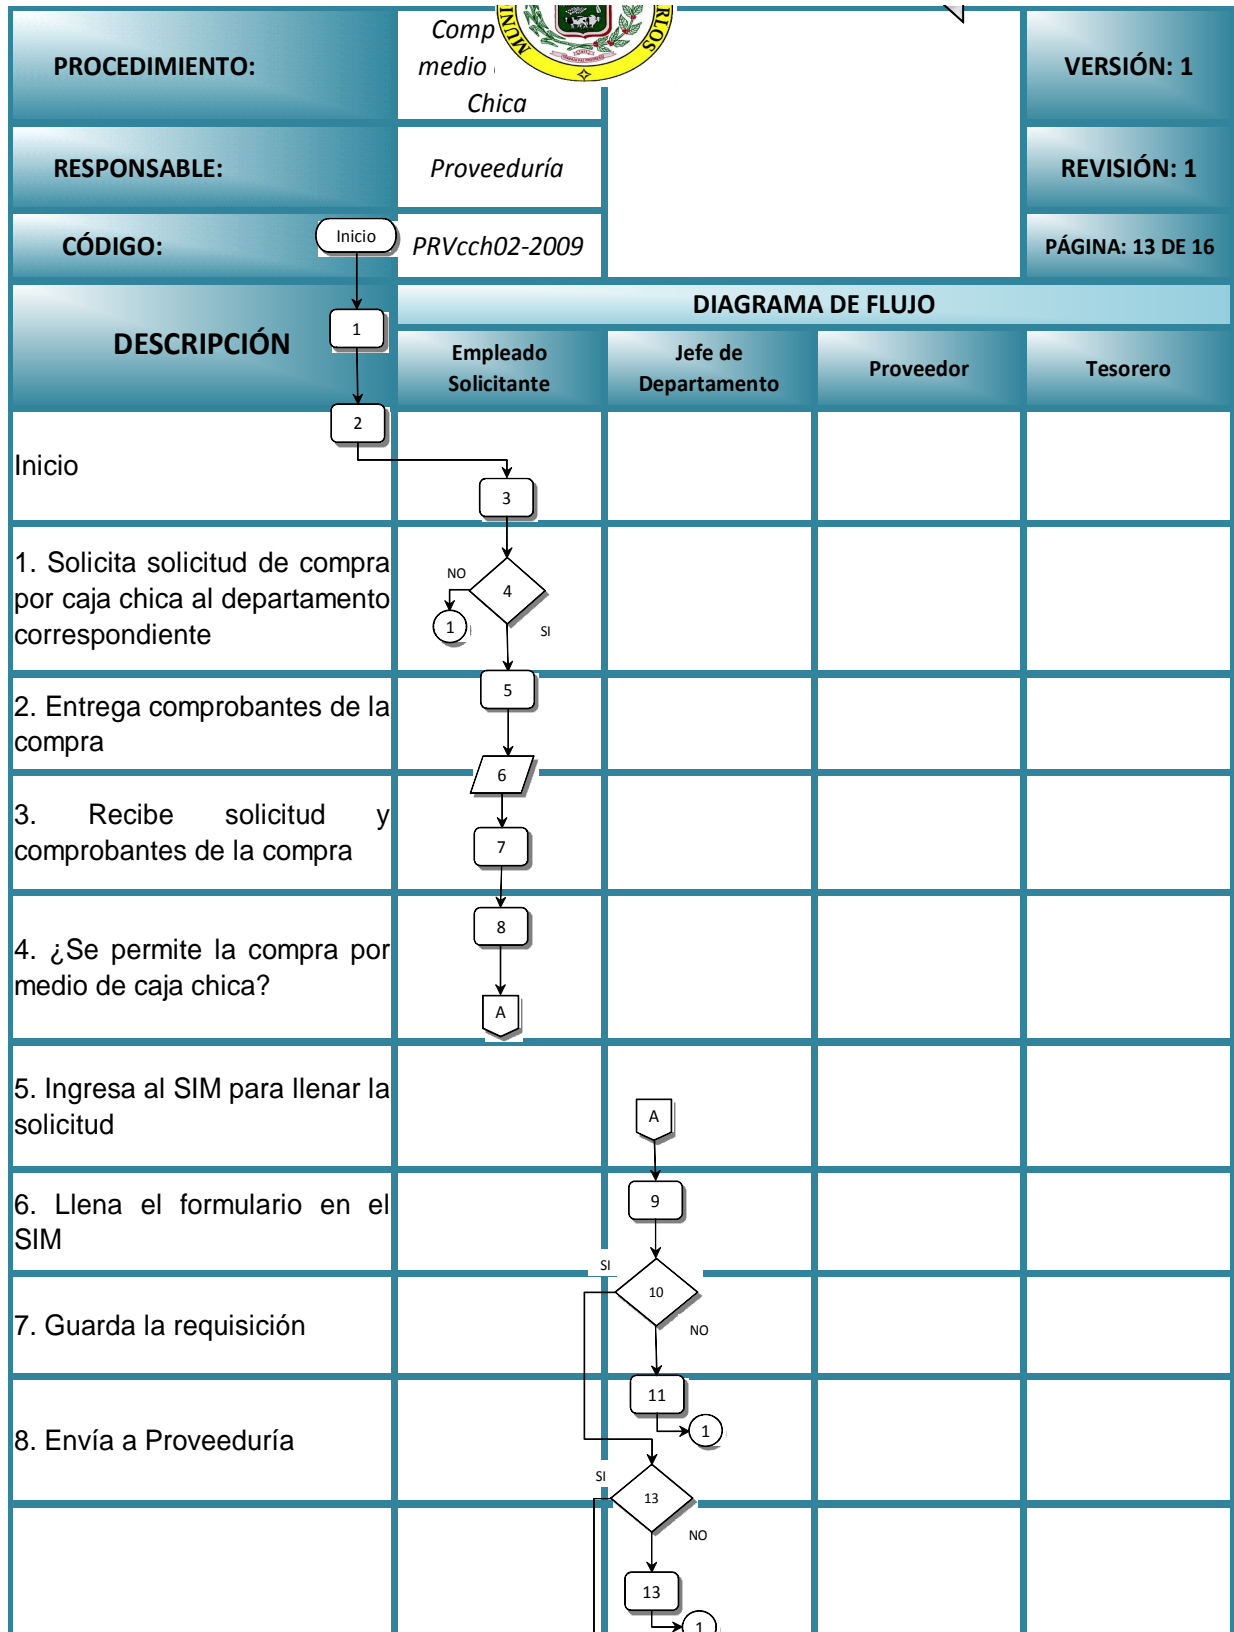 PROCEDIMIENTO:
Comp
medio
Chica
MUNI
RLOS
VERSIÓN: 1
RESPONSABLE:
Proveeduría
REVISIÓN: 1
CÓDIGO:
Inicio
PRVcch02-2009
PÁGINA: 13 DE 16
DESCRIPCIÓN
1
DIAGRAMA DE FLUJO
Empleado
Solicitante
Jefe de
Departamento
Proveedor
Tesorero
2
Inicio
3
1. Solicita solicitud de compra
por caja chica al departamento
correspondiente
NO
4
1
SI
2. Entrega comprobantes de la
compra
5
6
3. Recibe solicitud y
comprobantes de la compra
7
4. ¿Se permite la compra por
medio de caja chica?
8
A
5. Ingresa al SIM para llenar la
solicitud
A
6. Llena el formulario en el
SIM
9
SI
10
7. Guarda la requisición
NO
11
8. Envía a Proveeduría
1
SI
13
NO
13
1